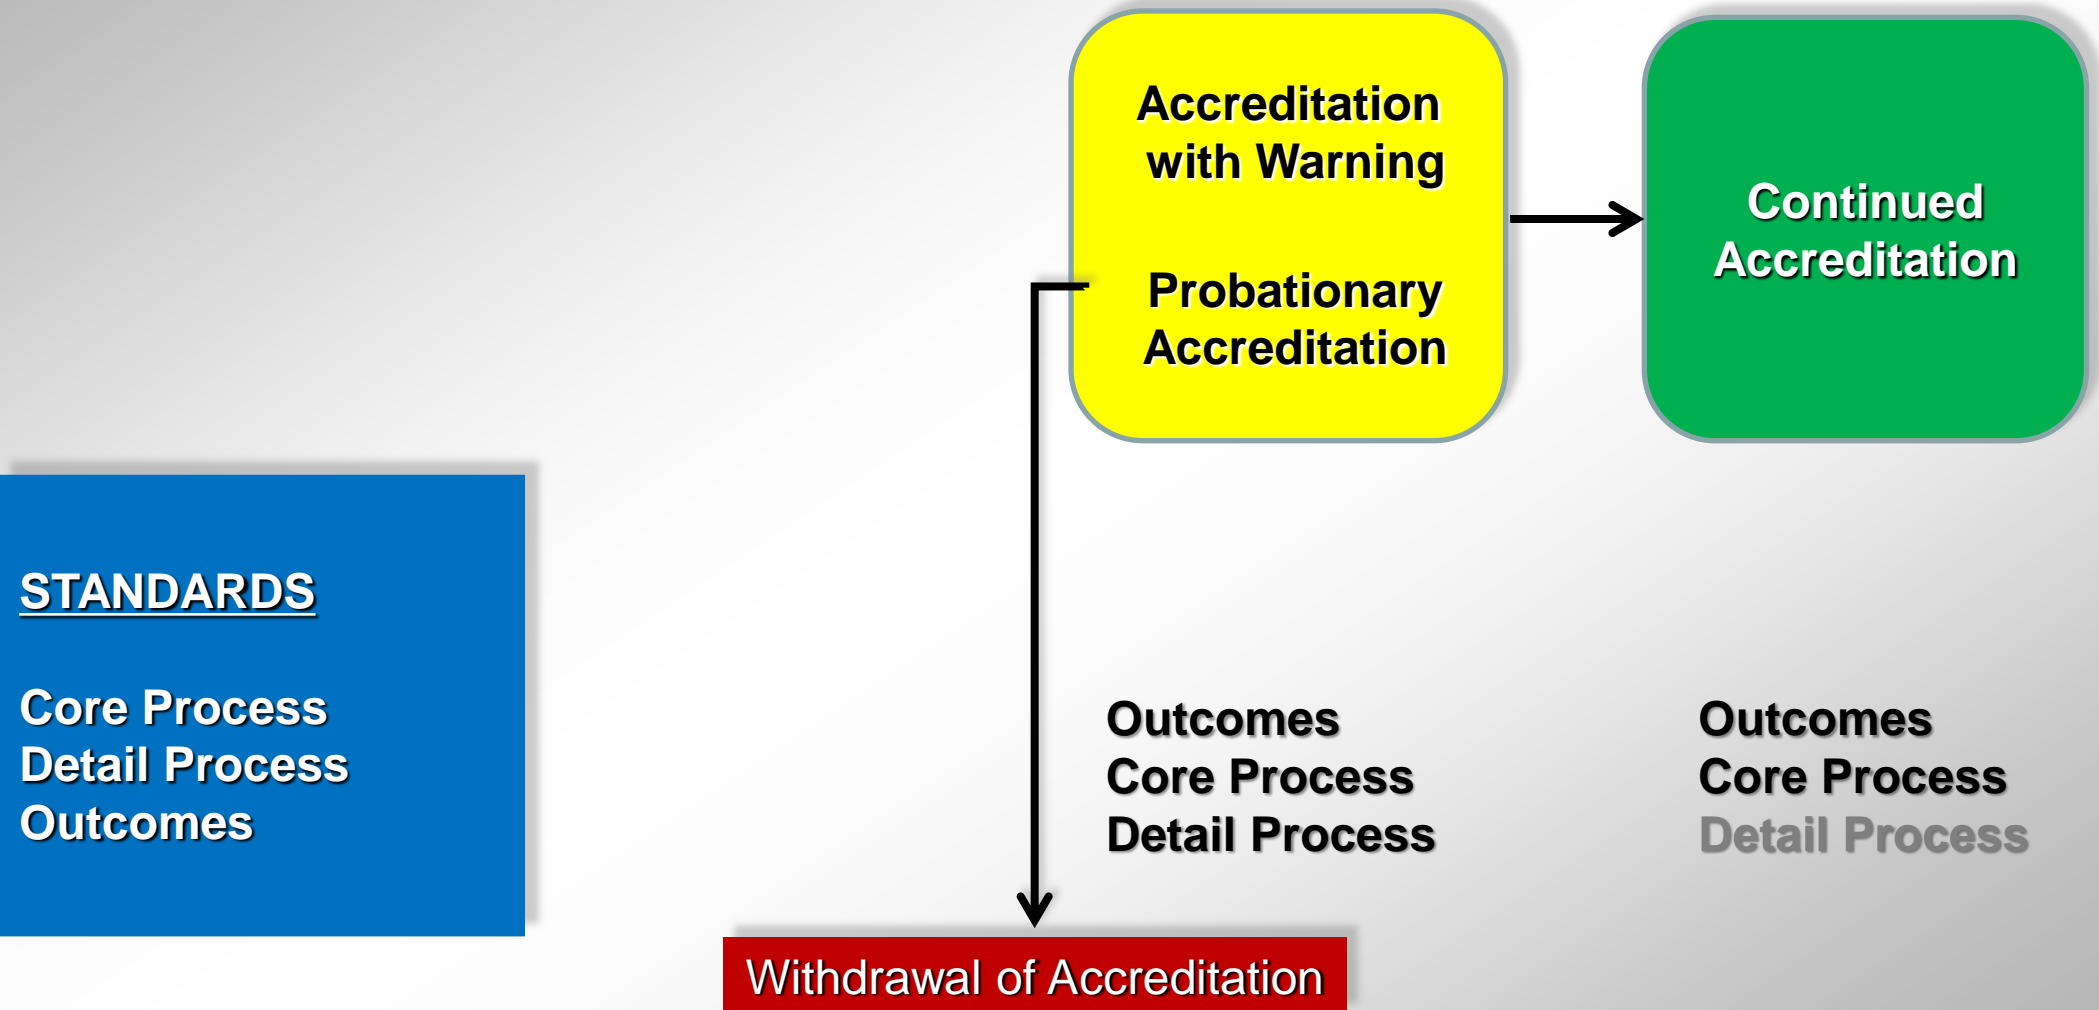 Accreditation
with Warning
Probationary
Accreditation
Continued
Accreditation
STANDARDS
Core Process
Detail Process
Outcomes
Outcomes
Core Process
Detail Process
Outcomes
Core Process
Detail Process
Withdrawal of Accreditation